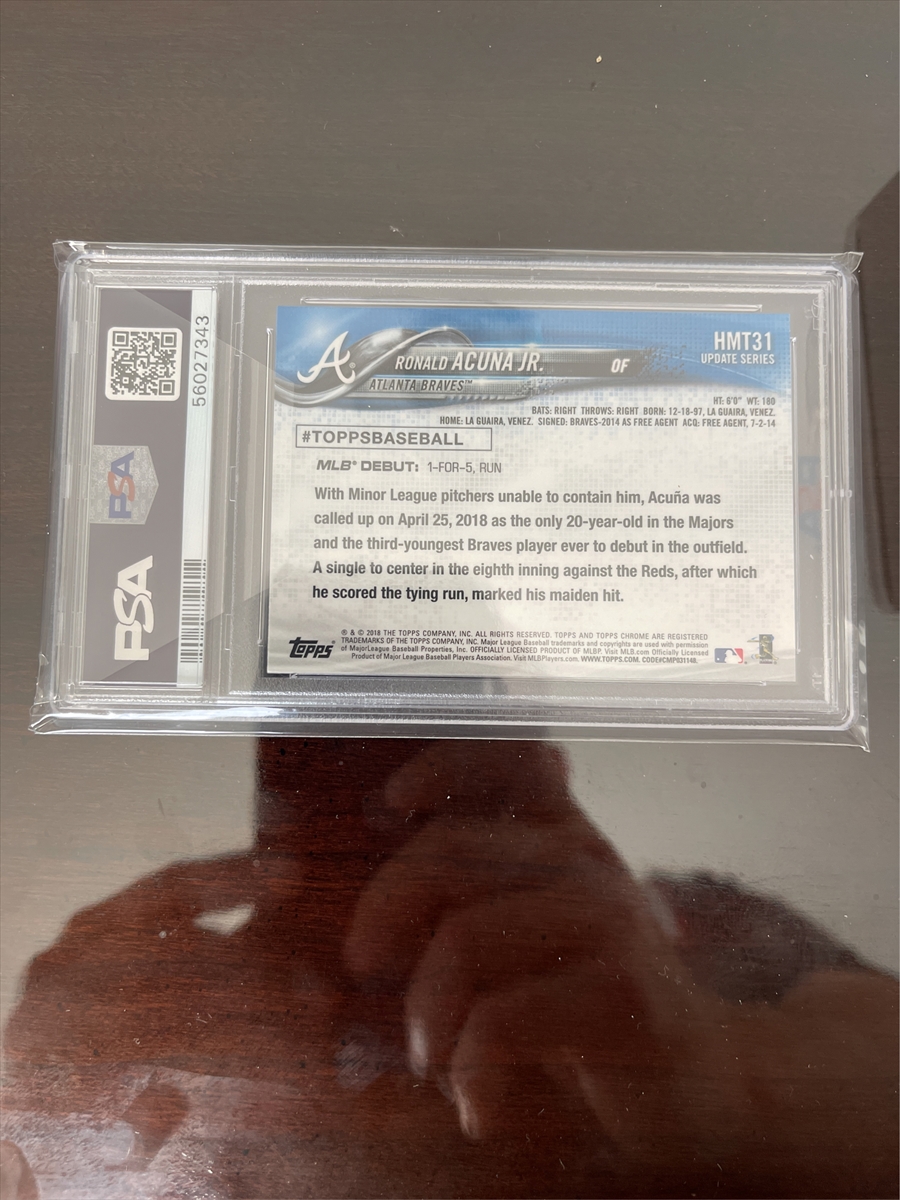 56027343
PSA
PSA
A
RONALD ACUNA JR. OF
ATLANTA BRAVES™
HMT31
UPDATE SERIES
HT: 6'0" WT: 180
BATS: RIGHT THROWS: RIGHT BORN: 12-18-97, LA GUAIRA, VENEZ.
HOME: LA GUAIRA, VENEZ. SIGNED: BRAVES-2014 AS FREE AGENT ACQ: FREE AGENT, 7-2-14
#TOPPSBASEBALL
MLB® DEBUT: 1-FOR-5, RUN
With Minor League pitchers unable to contain him, Acuña was
called up on April 25, 2018 as the only 20-year-old in the Majors
and the third-youngest Braves player ever to debut in the outfield.
A single to center in the eighth inning against the Reds, after which
he scored the tying run, marked his maiden hit.
Topps®
® & © 2018 THE TOPPS COMPANY, INC. ALL RIGHTS RESERVED. TOPPS AND TOPPS CHROME ARE REGISTERED
TRADEMARKS OF THE TOPPS COMPANY, INC. Major League Baseball trademarks and copyrights are used with permission
of MajorLeague Baseball Properties, Inc. OFFICIALLY LICENSED PRODUCT OF MLBP. Visit MLB.com Officially Licensed
Product of Major League Baseball Players Association. Visit MLBPlayers.com. WWW.TOPPS.COM. CODE#CMP031148